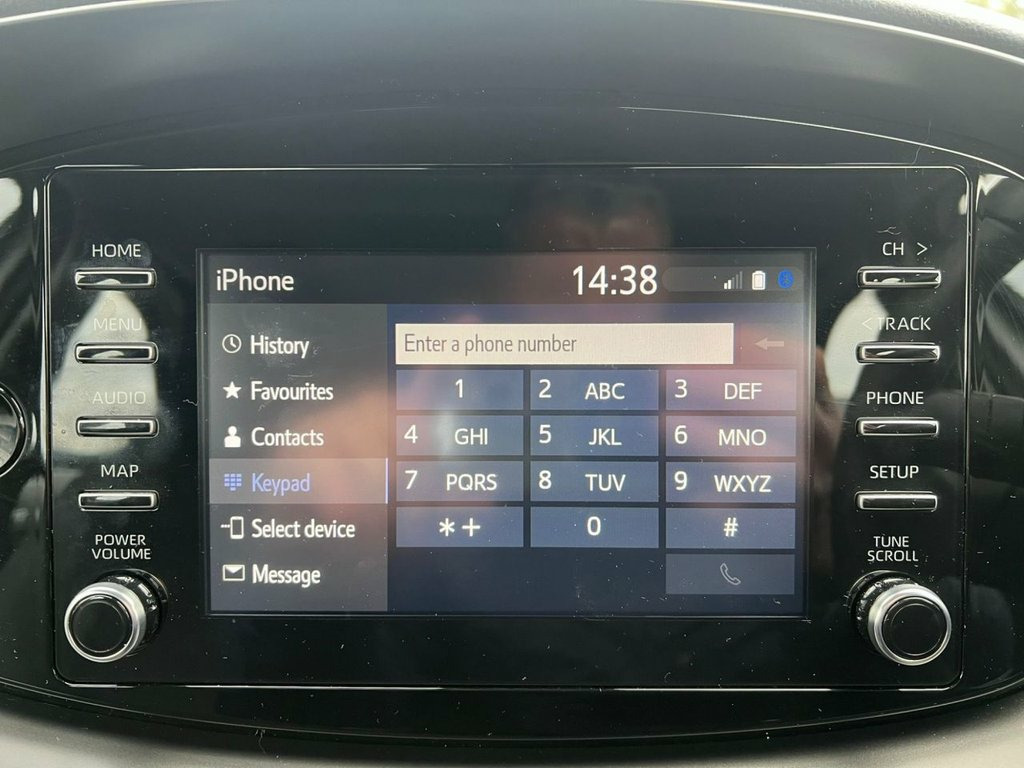 HOME
MENU
AUDIO
MAP
POWER
VOLUME
iPhone 14:38
History
Favourites
Contacts
Keypad
Select device
Message
Enter a phone number
1 2 ABC 3 DEF
4 GHI 5 JKL 6 MNO
7 PQRS 8 TUV 9 WXYZ
*+ 0 #
CH >
< TRACK
PHONE
SETUP
TUNE
SCROLL